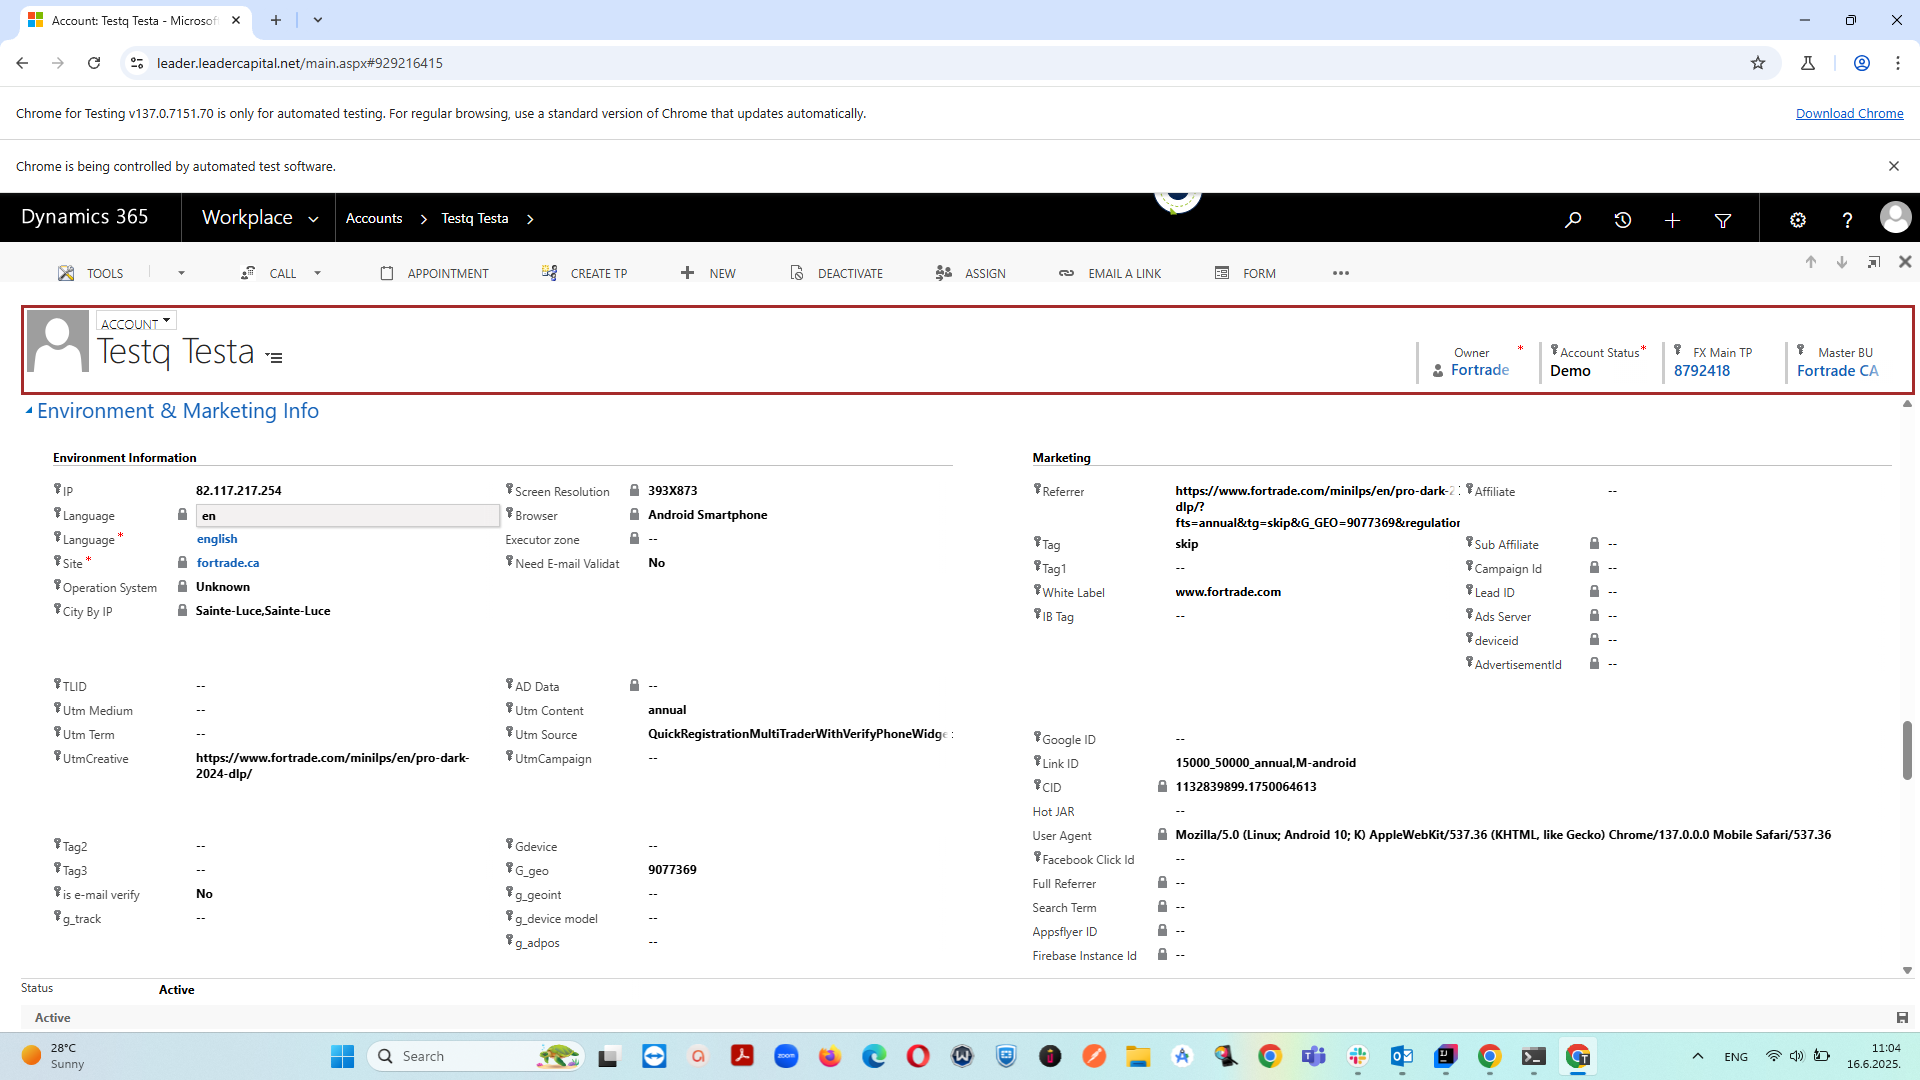 Account: Testq Testa - Microsof
leader.leadercapital.net/main.aspx#929216415
Chrome for Testing v137.0.7151.70 is only for automated testing. For regular browsing, use a standard version of Chrome that updates automatically.
Download Chrome
Chrome is being controlled by automated test software.
Dynamics 365
Workplace
Accounts
Testq Testa
TOOLS
CALL
APPOINTMENT
CREATE TP
NEW
DEACTIVATE
ASSIGN
EMAIL A LINK
FORM
ACCOUNT
Testq Testa
Owner *
Fortrade
Account Status *
Demo
FX Main TP
8792418
Master BU
Fortrade CA
Environment & Marketing Info
Environment Information
IP 82.117.217.254
Language en
Language * english
Site * fortrade.ca
Operation System Unknown
City By IP Sainte-Luce,Sainte-Luce
Screen Resolution 393X873
Browser Android Smartphone
Executor zone --
Need E-mail Validat No
TLID --
Utm Medium --
Utm Term --
UtmCreative https://www.fortrade.com/minilps/en/pro-dark-
2024-dlp/
AD Data --
Utm Content annual
Utm Source QuickRegistrationMultiTraderWithVerifyPhoneWidge
UtmCampaign --
Tag2 --
Tag3 --
is e-mail verify No
g_track --
Gdevice --
G_geo 9077369
g_geoint --
g_device model --
g_adpos --
Marketing
Referrer https://www.fortrade.com/minilps/en/pro-dark-2
dlp/?
fts=annual&tg=skip&G_GEO=9077369&regulation
Tag skip
Tag1 --
White Label www.fortrade.com
IB Tag --
Affiliate --
Sub Affiliate --
Campaign Id --
Lead ID --
Ads Server --
deviceid --
AdvertisementId --
Google ID --
Link ID 15000_50000_annual,M-android
CID 1132839899.1750064613
Hot JAR --
User Agent Mozilla/5.0 (Linux; Android 10; K) AppleWebKit/537.36 (KHTML, like Gecko) Chrome/137.0.0.0 Mobile Safari/537.36
Facebook Click Id --
Full Referrer --
Search Term --
Appsflyer ID --
Firebase Instance Id --
Status Active
Active
28°C
Sunny
Search
zoom
ENG
11:04
16.6.2025.